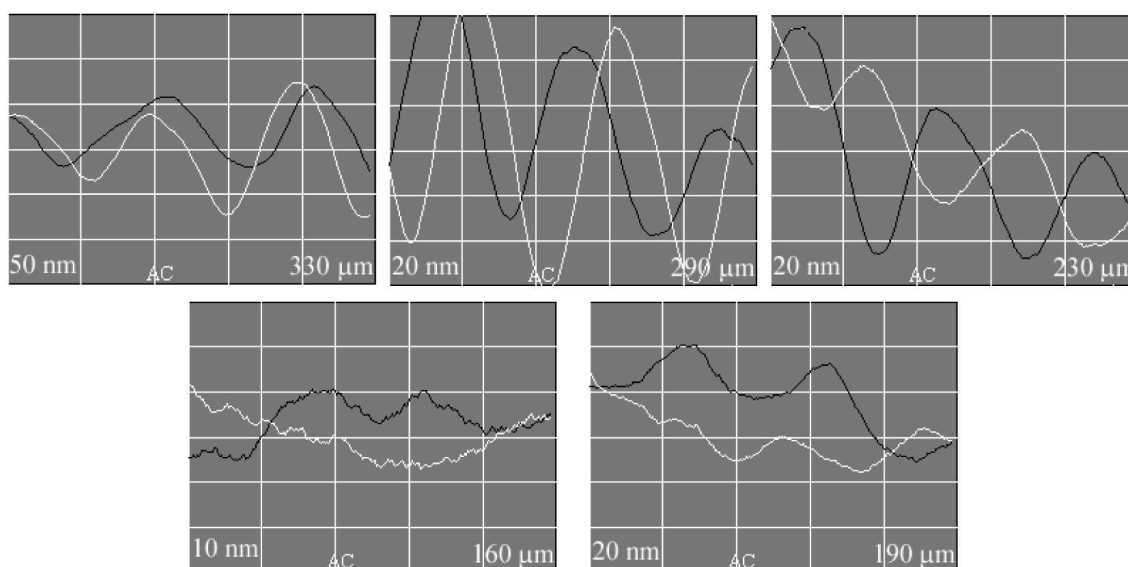 50 nm AC 330 μm
20 nm AC 290 μm
20 nm AC 230 μm
10 nm AC 160 μm
20 nm AC 190 μm